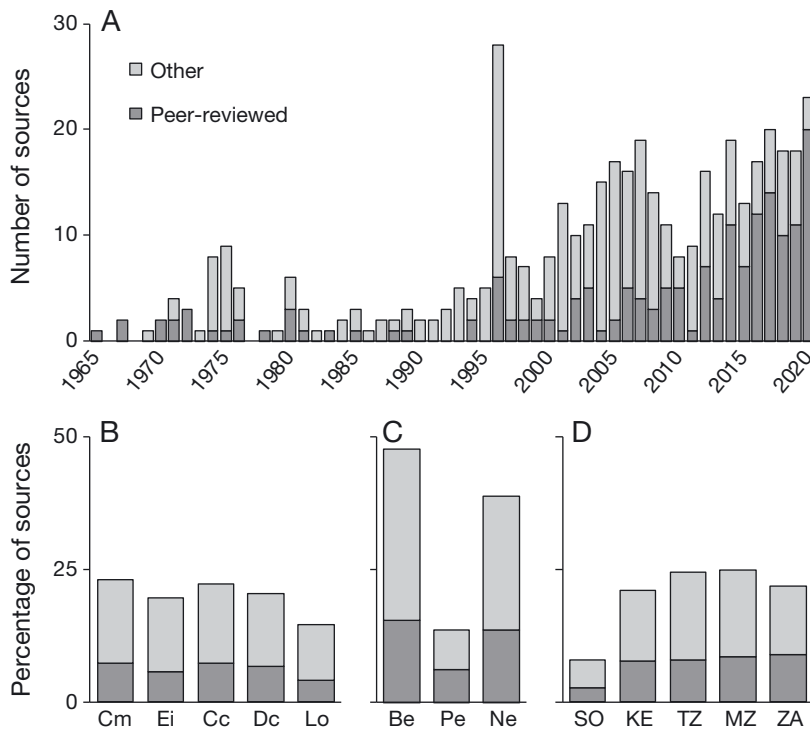 A
30
20
10
0
Number of sources
Other
Peer-reviewed
1965
1970
1975
1980
1985
1990
1995
2000
2005
2010
2015
2020
B
C
D
50
25
0
Percentage of sources
Cm Ei Cc Dc Lo
Be Pe Ne
SO KE TZ MZ ZA